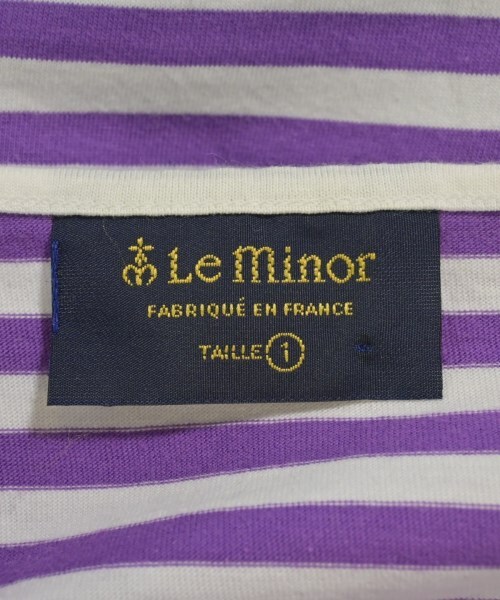 Le minor
FABRIQUÉ EN FRANCE
TAILLE 1